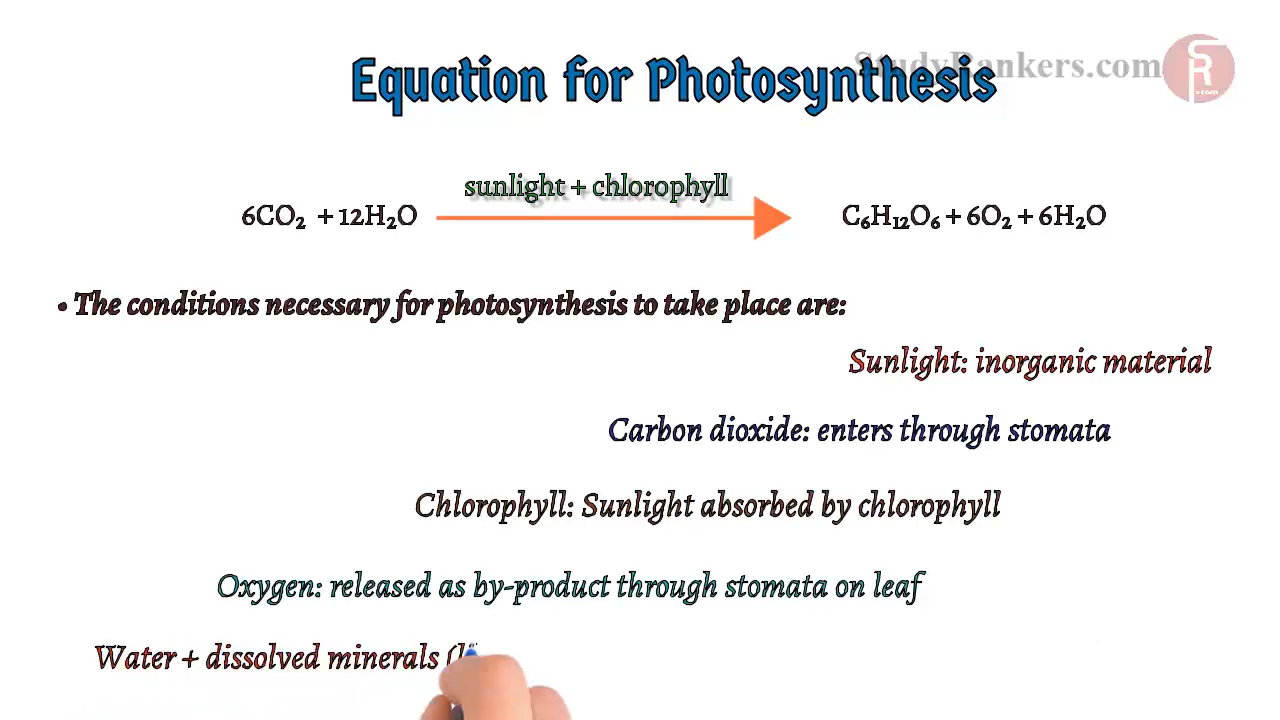 StudyRankers.com
Equation for Photosynthesis
sunlight + chlorophyll
6CO₂ + 12H₂O C₆H₁₂O₆ + 6O₂ + 6H₂O
• The conditions necessary for photosynthesis to take place are:
Sunlight: inorganic material
Carbon dioxide: enters through stomata
Chlorophyll: Sunlight absorbed by chlorophyll
Oxygen: released as by-product through stomata on leaf
Water + dissolved minerals